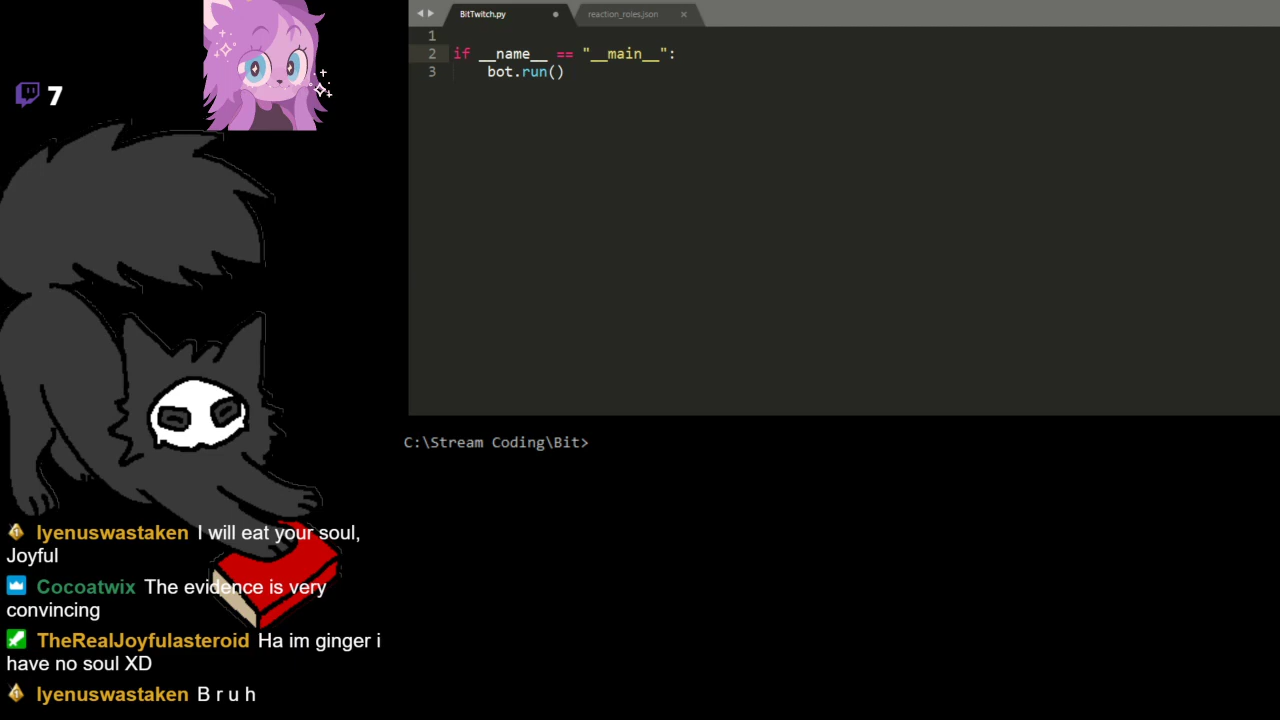 BitTwitch.py
reaction_roles.json
1
2 if __name__ == "__main__":
3 bot.run()
7
C:\Stream Coding\Bit>
lyenuswastaken I will eat your soul,
Joyful
Cocoatwix The evidence is very
convincing
TheRealJoyfulasteroid Ha im ginger i
have no soul XD
lyenuswastaken B r u h